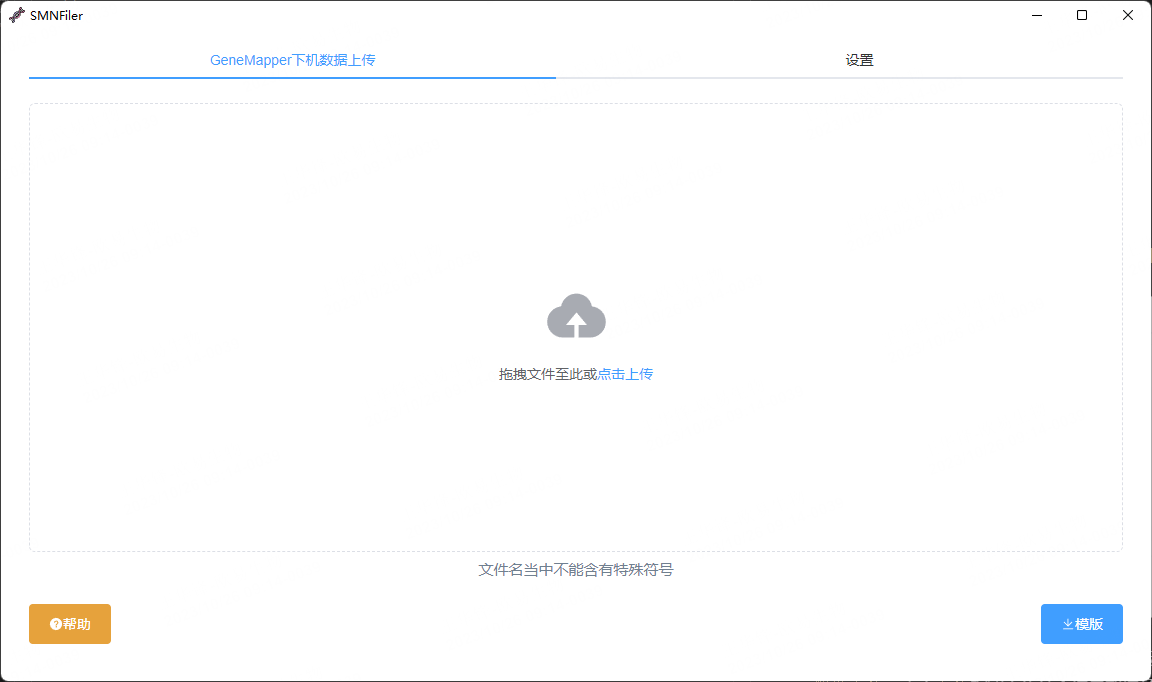 SMNFiler
GeneMapper下机数据上传
设置
拖拽文件至此或点击上传
文件名当中不能含有特殊符号
帮助
模版